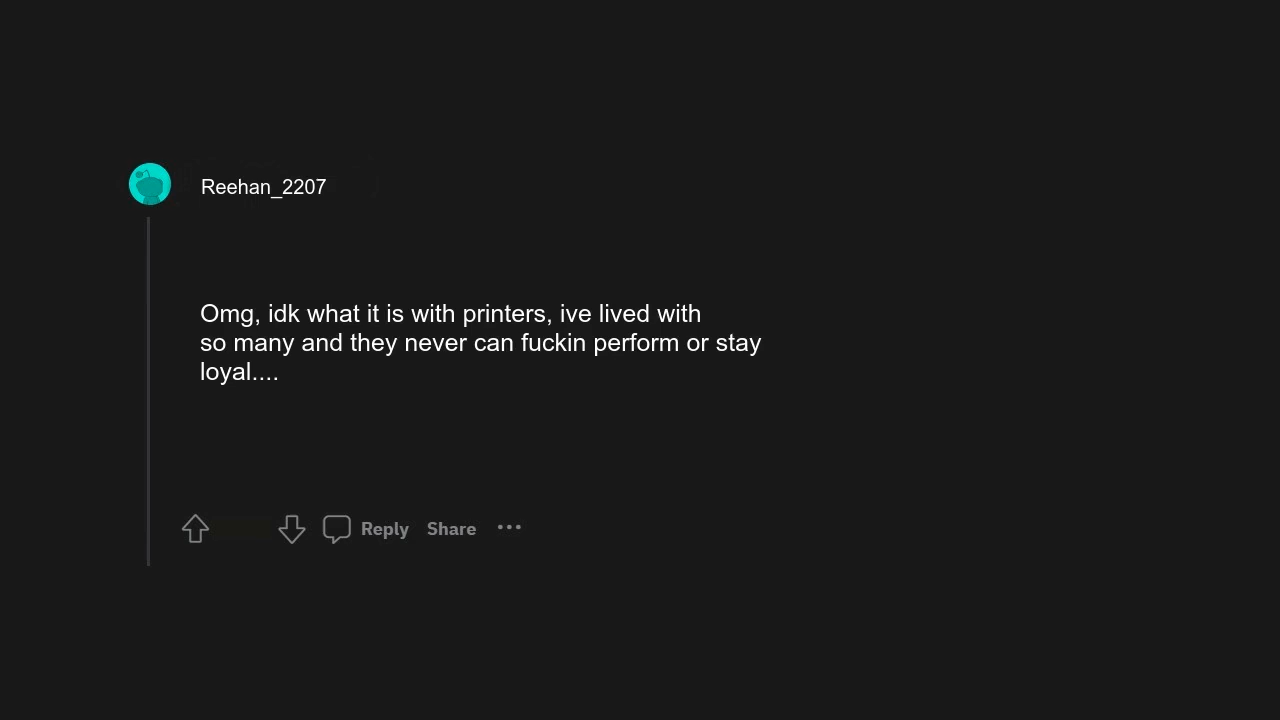 Reehan_2207
Omg, idk what it is with printers, ive lived with
so many and they never can fuckin perform or stay
loyal....
Reply Share